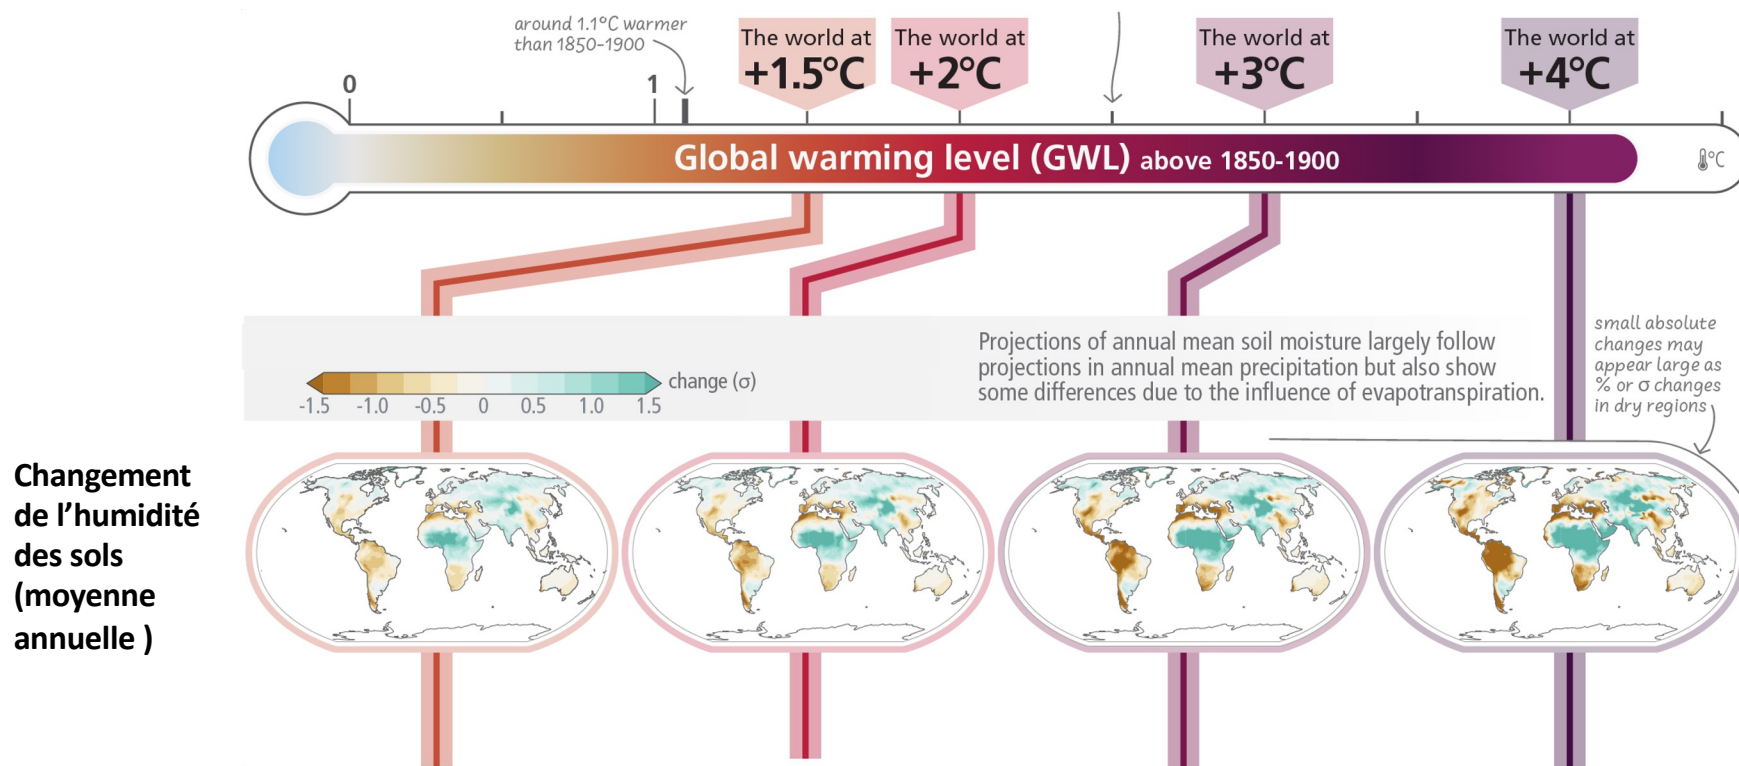 around 1.1°C warmer
than 1850-1900
The world at
+1.5°C
The world at
+2°C
The world at
+3°C
The world at
+4°C
0
1
Global warming level (GWL) above 1850-1900
°C
Projections of annual mean soil moisture largely follow
projections in annual mean precipitation but also show
some differences due to the influence of evapotranspiration.
small absolute
changes may
appear large as
% or σ changes
in dry regions
change (σ)
-1.5 -1.0 -0.5 0 0.5 1.0 1.5
Changement
de l’humidité
des sols
(moyenne
annuelle )